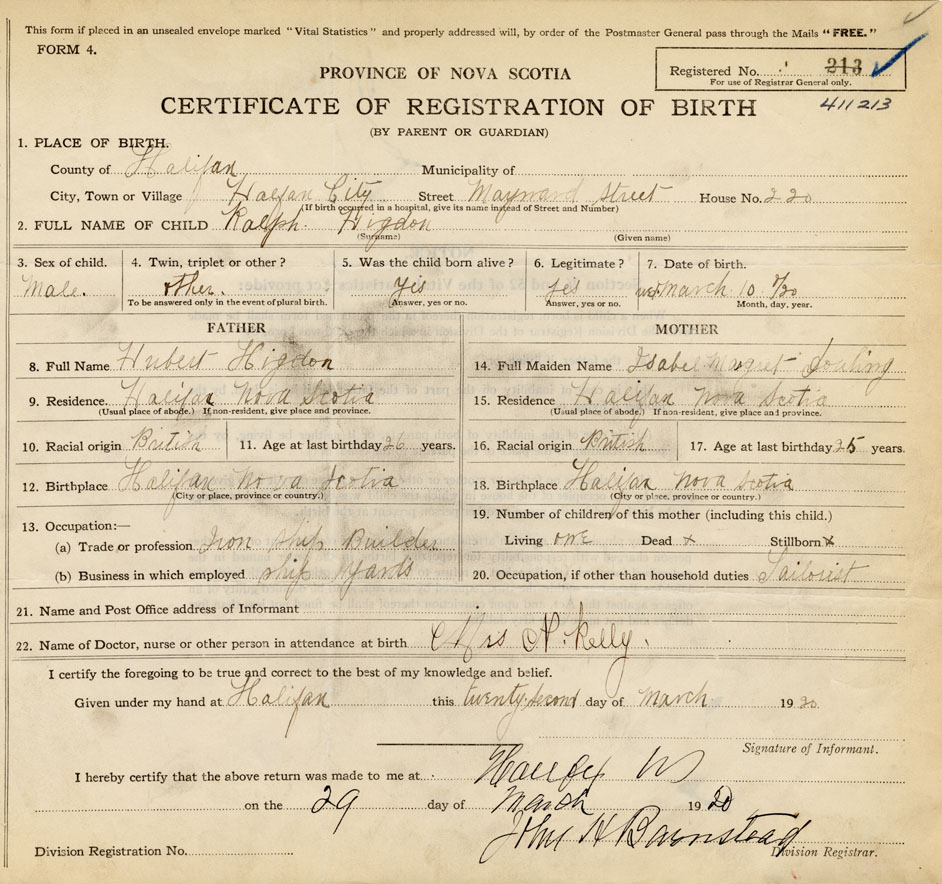 This form if placed in an unsealed envelope marked "Vital Statistics" and properly addressed will, by order of the Postmaster General pass through the Mails "FREE."
FORM 4.
PROVINCE OF NOVA SCOTIA
Registered No. 213
For use of Registrar General only.
CERTIFICATE OF REGISTRATION OF BIRTH
411213
(BY PARENT OR GUARDIAN)
1. PLACE OF BIRTH.
County of Halifax Municipality of
City, Town or Village Halfax City Street Maynard Street House No. 220
(If birth occurred in a hospital, give its name instead of Street and Number)
2. FULL NAME OF CHILD Ralph Higdon
(Surname) (Given name)
3. Sex of child. 4. Twin, triplet or other? 5. Was the child born alive? 6. Legitimate? 7. Date of birth.
Male. other. yis yes March 10
To be answered only in the event of plural birth. Answer, yes or no. Answer, yes or no. Month, day, year.
FATHER MOTHER
8. Full Name Hubert Higdon 14. Full Maiden Name Isabel
9. Residence. Halifax Nova Scotia 15. Residence Halifax Nova Scotia
(Usual place of abode.) If non-resident, give place and province. (Usual place of abode.) If non-resident, give place and province.
10. Racial origin British 11. Age at last birthday 26 years. 16. Racial origin British 17. Age at last birthday 25 years.
12. Birthplace Halifax Nova Scotia 18. Birthplace Halifax Nova Scotia
(City or place, province or country.) (City or place, province or country.)
13. Occupation:— 19. Number of children of this mother (including this child.)
(a) Trade or profession Iron Ship Builder Living one Dead x Stillborn x
(b) Business in which employed Ship Yards 20. Occupation, if other than household duties Tailorist
21. Name and Post Office address of Informant
22. Name of Doctor, nurse or other person in attendance at birth Mrs N. Kelly.
I certify the foregoing to be true and correct to the best of my knowledge and belief.
Given under my hand at Halifax this twenty second day of March 1920
Signature of Informant.
I hereby certify that the above return was made to me at Halifax
on the 29 day of March 1920
John H Barnstead
Division Registration No. Division Registrar.